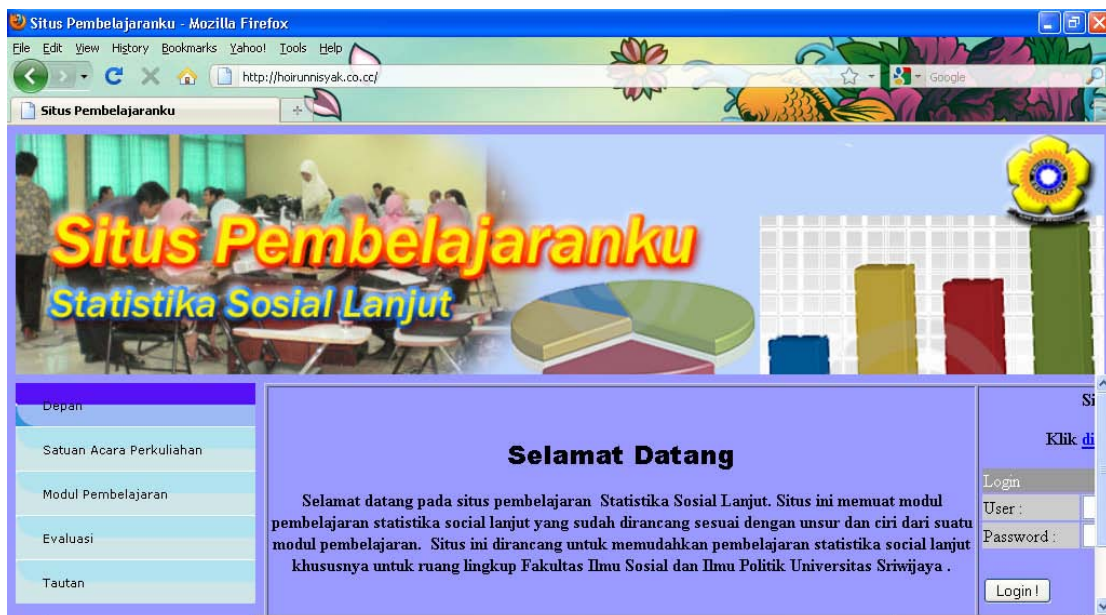 Situs Pembelajaranku - Mozilla Firefox
File Edit View History Bookmarks Yahoo! Tools Help
http://hoirunnisyak.co.cc/
Google
Situs Pembelajaranku
Situs Pembelajaranku
Statistika Sosial Lanjut
Depan
Satuan Acara Perkuliahan
Modul Pembelajaran
Evaluasi
Tautan
Selamat Datang
Selamat datang pada situs pembelajaran Statistika Sosial Lanjut. Situs ini memuat modul
pembelajaran statistika social lanjut yang sudah dirancang sesuai dengan unsur dan ciri dari suatu
modul pembelajaran. Situs ini dirancang untuk memudahkan pembelajaran statistika social lanjut
khususnya untuk ruang lingkup Fakultas Ilmu Sosial dan Ilmu Politik Universitas Sriwijaya .
Si
Klik di
Login
User :
Password :
Login !